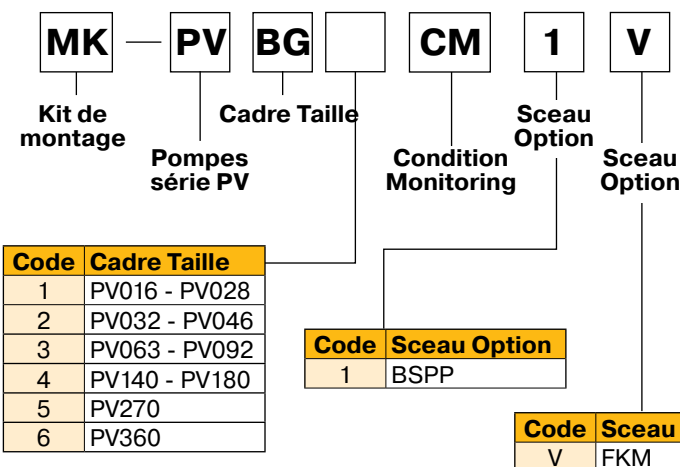 MK — PV BG CM 1 V
Kit de
montage
Pompes
série PV
Cadre Taille
Condition
Monitoring
Sceau
Option
Sceau
Option
Code Cadre Taille
1 PV016 - PV028
2 PV032 - PV046
3 PV063 - PV092
4 PV140 - PV180
5 PV270
6 PV360
Code Sceau Option
1 BSPP
Code Sceau
V FKM